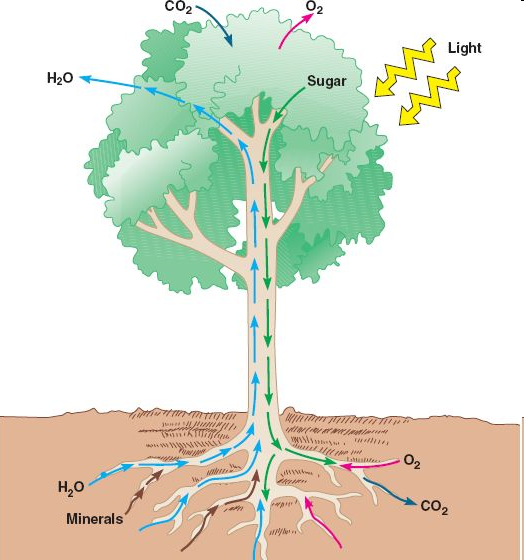 CO₂
O₂
Light
H₂O
Sugar
O₂
H₂O
CO₂
Minerals